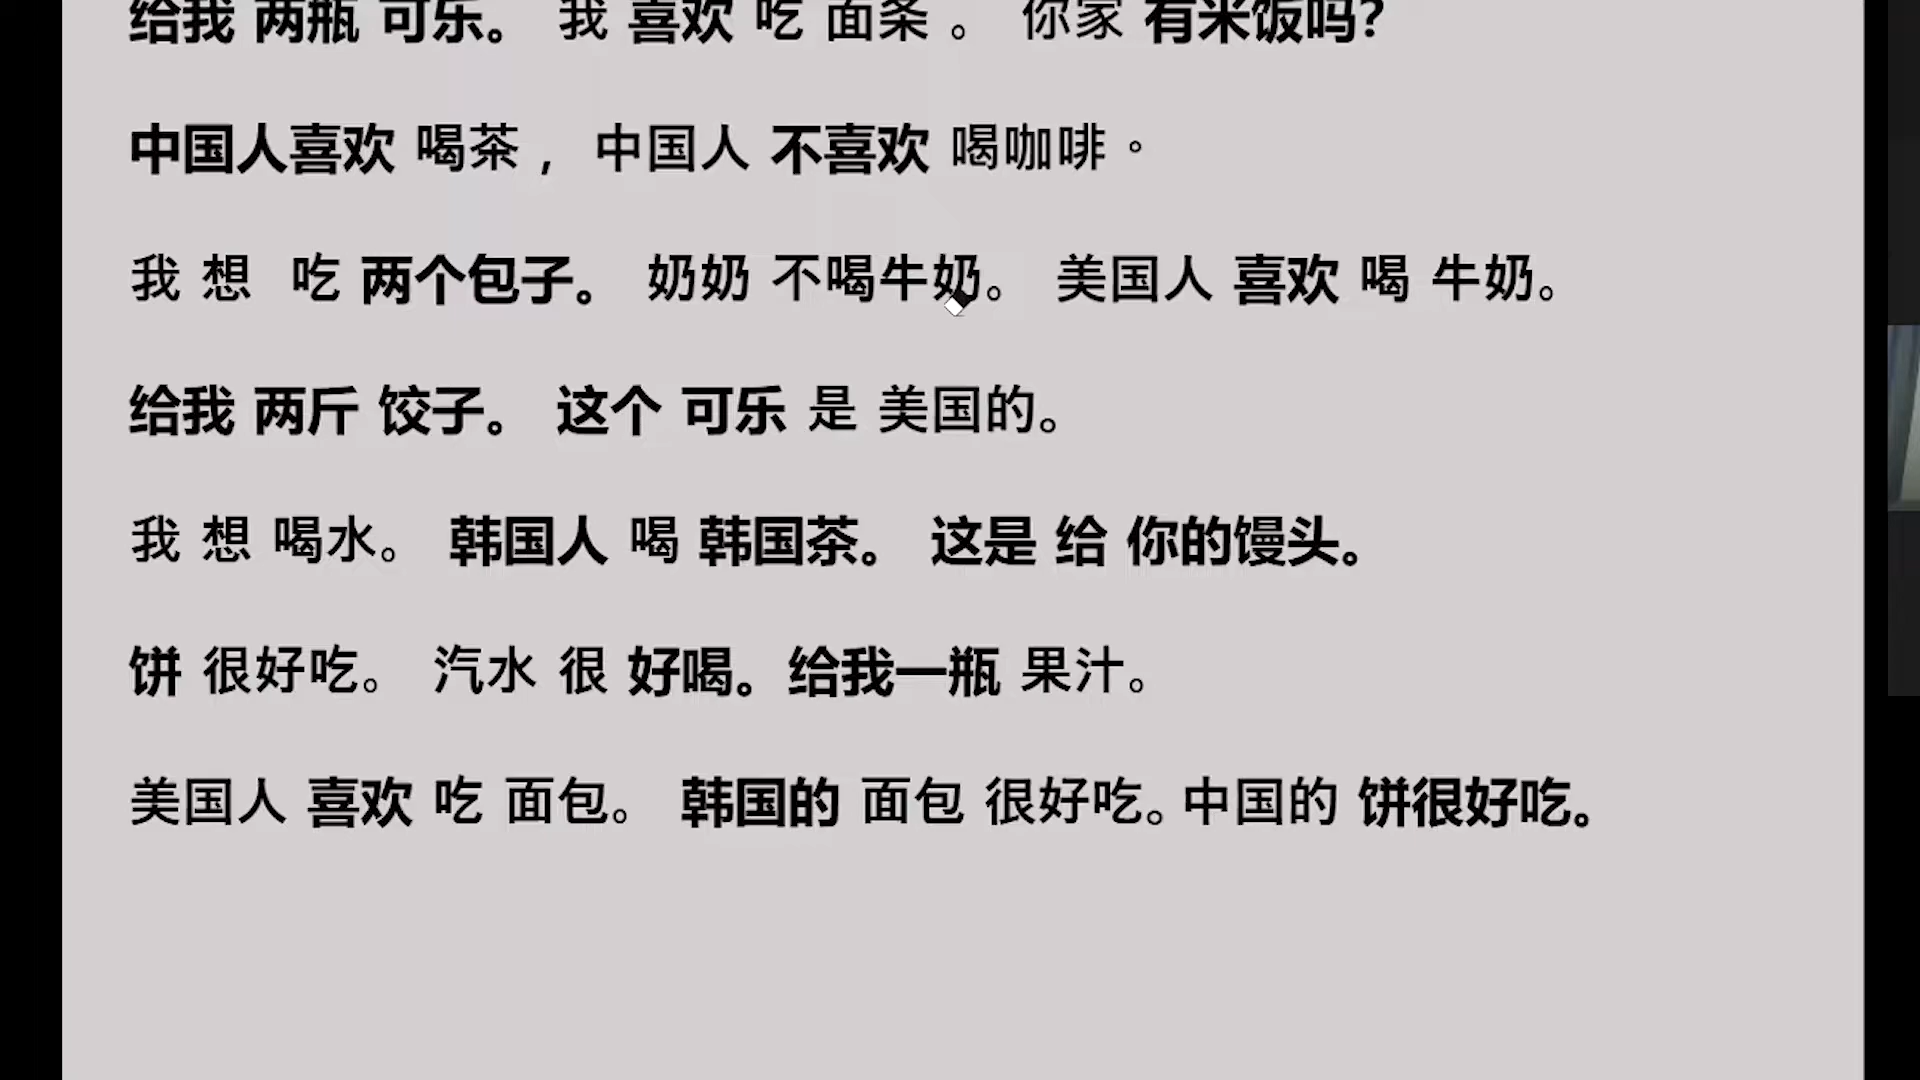 给我 两瓶 可乐。 我 喜欢 吃 面条 。 你家 有米饭吗?
中国人喜欢 喝茶 , 中国人 不喜欢 喝咖啡。
我 想 吃 两个包子。 奶奶 不喝牛奶。 美国人 喜欢 喝 牛奶。
给我 两斤 饺子。 这个 可乐 是 美国的。
我 想 喝水。 韩国人 喝 韩国茶。 这是 给 你的馒头。
饼 很好吃。 汽水 很 好喝。给我一瓶 果汁。
美国人 喜欢 吃 面包。 韩国的 面包 很好吃。中国的 饼很好吃。